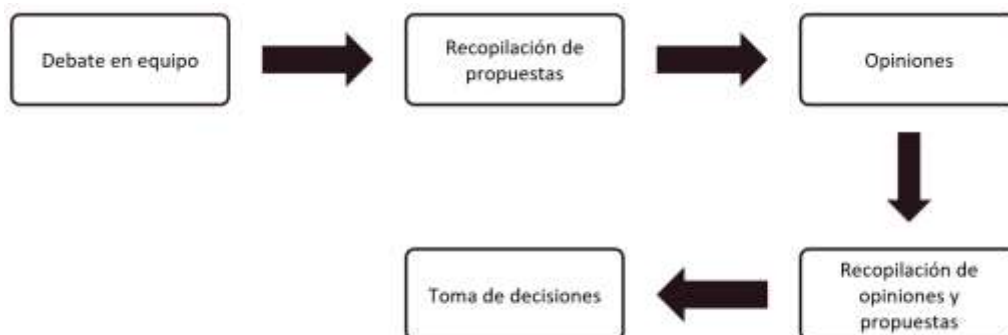 Debate en equipo
Recopilación de
propuestas
Opiniones
Recopilación de
opiniones y
propuestas
Toma de decisiones